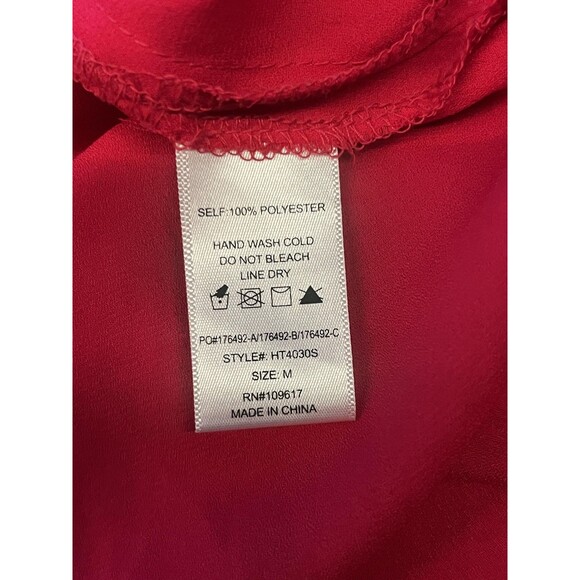 SELF:100% POLYESTER
HAND WASH COLD
DO NOT BLEACH
LINE DRY
PO#176492-A/176492-B/176492-C
STYLE#: HT4030S
SIZE: M
RN#109617
MADE IN CHINA